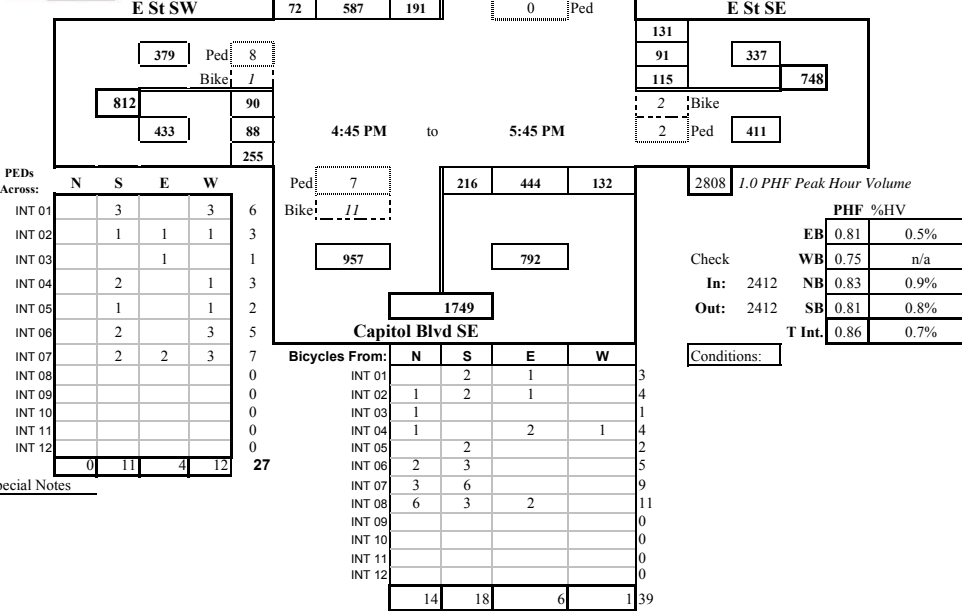 E St SW 72 587 191 0 Ped E St SE
131
379 Ped 8 91 337
Bike 1 115 748
812 90 2 Bike
433 88 4:45 PM to 5:45 PM 2 Ped 411
255
PEDs
Across: N S E W Ped 7 216 444 132 2808 1.0 PHF Peak Hour Volume
INT 01 3 3 6 Bike 11 PHF %HV
INT 02 1 1 1 3 EB 0.81 0.5%
INT 03 1 1 957 792 Check WB 0.75 n/a
INT 04 2 1 3 In: 2412 NB 0.83 0.9%
INT 05 1 1 2 1749 Out: 2412 SB 0.81 0.8%
INT 06 2 3 5 Capitol Blvd SE T Int. 0.86 0.7%
INT 07 2 2 3 7 Bicycles From: N S E W Conditions:
INT 08 0 INT 01 2 1 3
INT 09 0 INT 02 1 2 1 4
INT 10 0 INT 03 1 1
INT 11 0 INT 04 1 2 1 4
INT 12 0 INT 05 2 2
0 11 4 12 27 INT 06 2 3 5
pecial Notes INT 07 3 6 9
INT 08 6 3 2 11
INT 09 0
INT 10 0
INT 11 0
INT 12 0
14 18 6 1 39